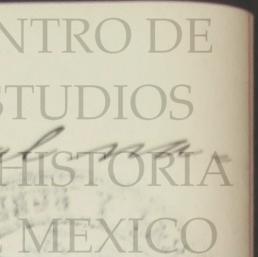 NTRO DE
STUDIOS
HISTORIA
MEXICO